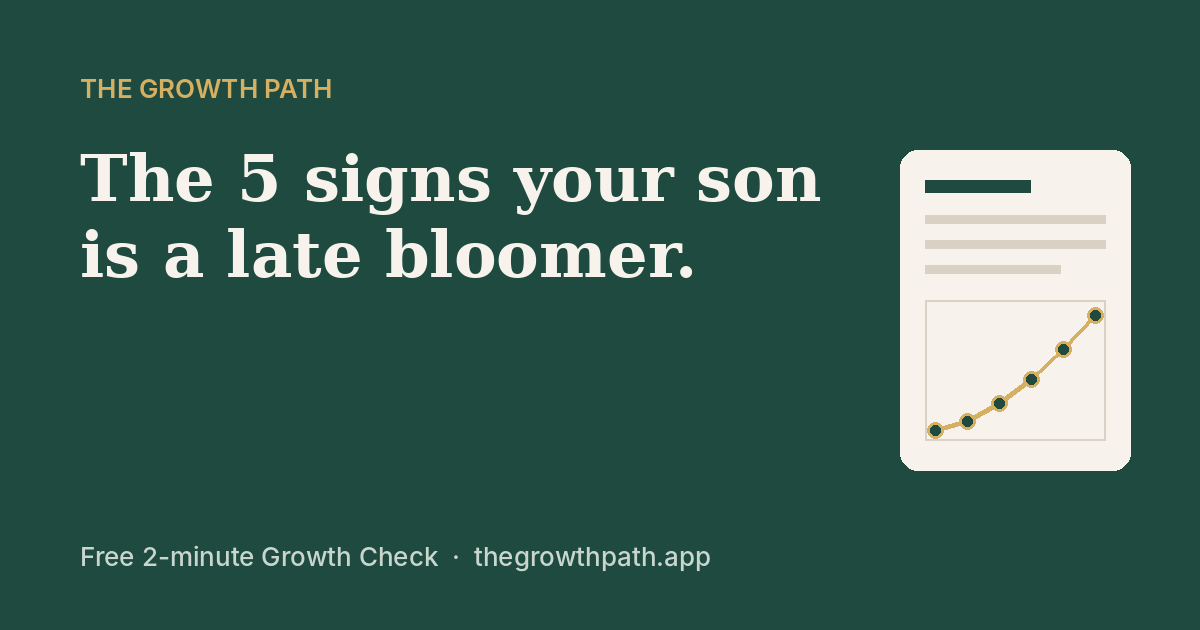 THE GROWTH PATH
The 5 signs your son
is a late bloomer.
Free 2-minute Growth Check · thegrowthpath.app